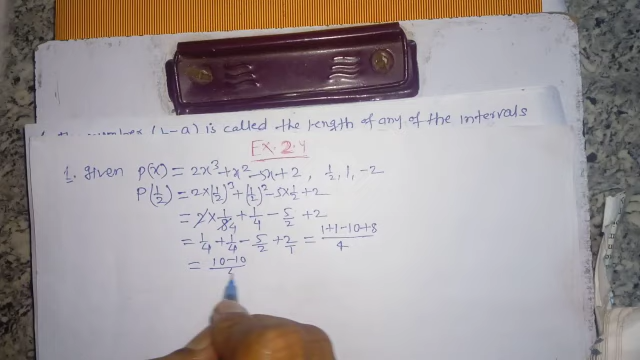 (b-a) is called the length of any of the intervals
EX. 2.4
1. given p(x) = 2x³+x²-5x+2, ½, 1, -2
P(½) = 2×(½)³+(½)²-5×½+2
= 2×1/8 4 + 1/4 - 5/2 + 2
= 1/4 + 1/4 - 5/2 + 2/1 = (1+1-10+8)/4
= (10-10)/4